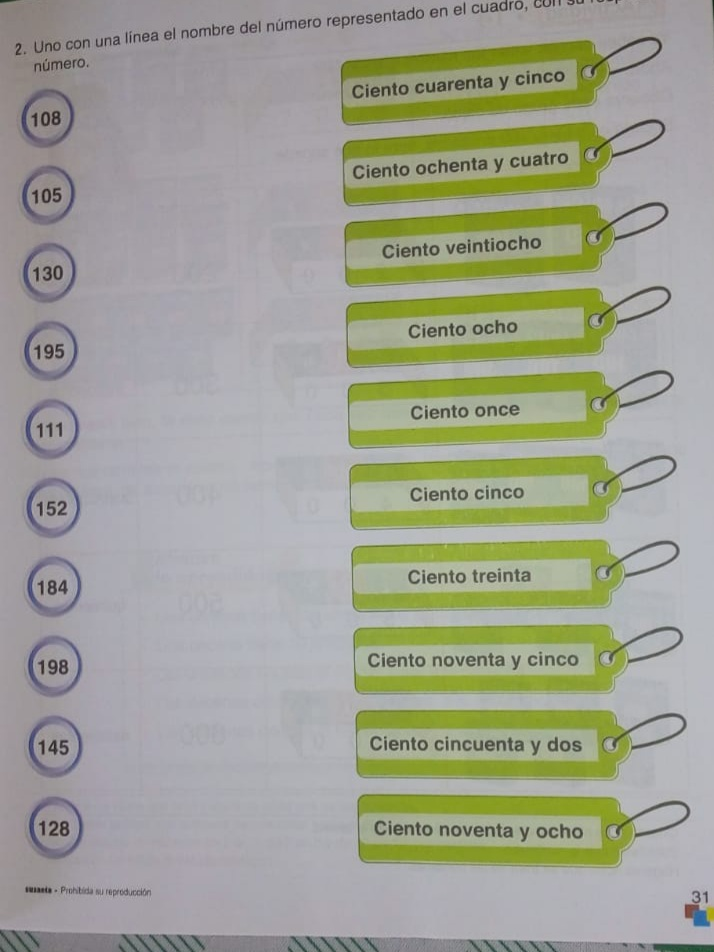 2. Uno con una línea el nombre del número representado en el cuadro, con su
número.
108
Ciento cuarenta y cinco
105
Ciento ochenta y cuatro
130
Ciento veintiocho
195
Ciento ocho
111
Ciento once
152
Ciento cinco
184
Ciento treinta
198
Ciento noventa y cinco
145
Ciento cincuenta y dos
128
Ciento noventa y ocho
susaeta - Prohibida su reproducción
31